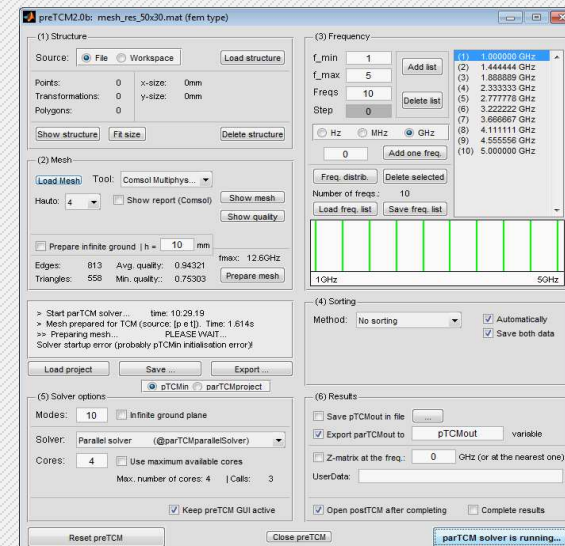 preTCM2.0b: mesh_res_50x30.mat (fem type)
(1) Structure
Source: File Workspace Load structure
Points: 0 x-size: 0mm
Transformations: 0 y-size: 0mm
Polygons: 0
Show structure Fit size Delete structure
(2) Mesh
Load Mesh Tool: Comsol Multiphys...
Hauto: 4 Show report (Comsol) Show mesh
Show quality
Prepare infinite ground | h = 10 mm
fmax: 12.6GHz
Edges: 813 Avg. quality: 0.94321
Triangles: 558 Min. quality:: 0.75303 Prepare mesh
> Start parTCM solver... time: 10:29.19
> Mesh prepared for TCM (source: [p e t]). Time: 1.614s
>> Preparing mesh... PLEASE WAIT...
Solver startup error (probably pTCMin initialisation error)!
Load project Save ... Export ...
pTCMin parTCMproject
(5) Solver options
Modes: 10 Infinite ground plane
Solver: Parallel solver (@parTCMparallelSolver)
Cores: 4 Use maximum available cores
Max. number of cores: 4 | Calls: 3
Keep preTCM GUI active
(3) Frequency
f_min 1
f_max 5
Freqs 10
Step 0
Add list
Delete list
Hz MHz GHz
0 Add one freq.
Freq. distrib. Delete selected
Number of freqs.: 10
Load freq. list Save freq. list
(1) 1.000000 GHz
(2) 1.444444 GHz
(3) 1.888889 GHz
(4) 2.333333 GHz
(5) 2.777778 GHz
(6) 3.222222 GHz
(7) 3.666667 GHz
(8) 4.111111 GHz
(9) 4.555556 GHz
(10) 5.000000 GHz
1GHz 5GHz
(4) Sorting
Method: No sorting Automatically
Save both data
(6) Results
Save pTCMout in file ...
Export parTCMout to pTCMout variable
Z-matrix at the freq.: 0 GHz (or at the nearest one)
UserData:
Open postTCM after completing Complete results
Reset preTCM Close preTCM parTCM solver is running...